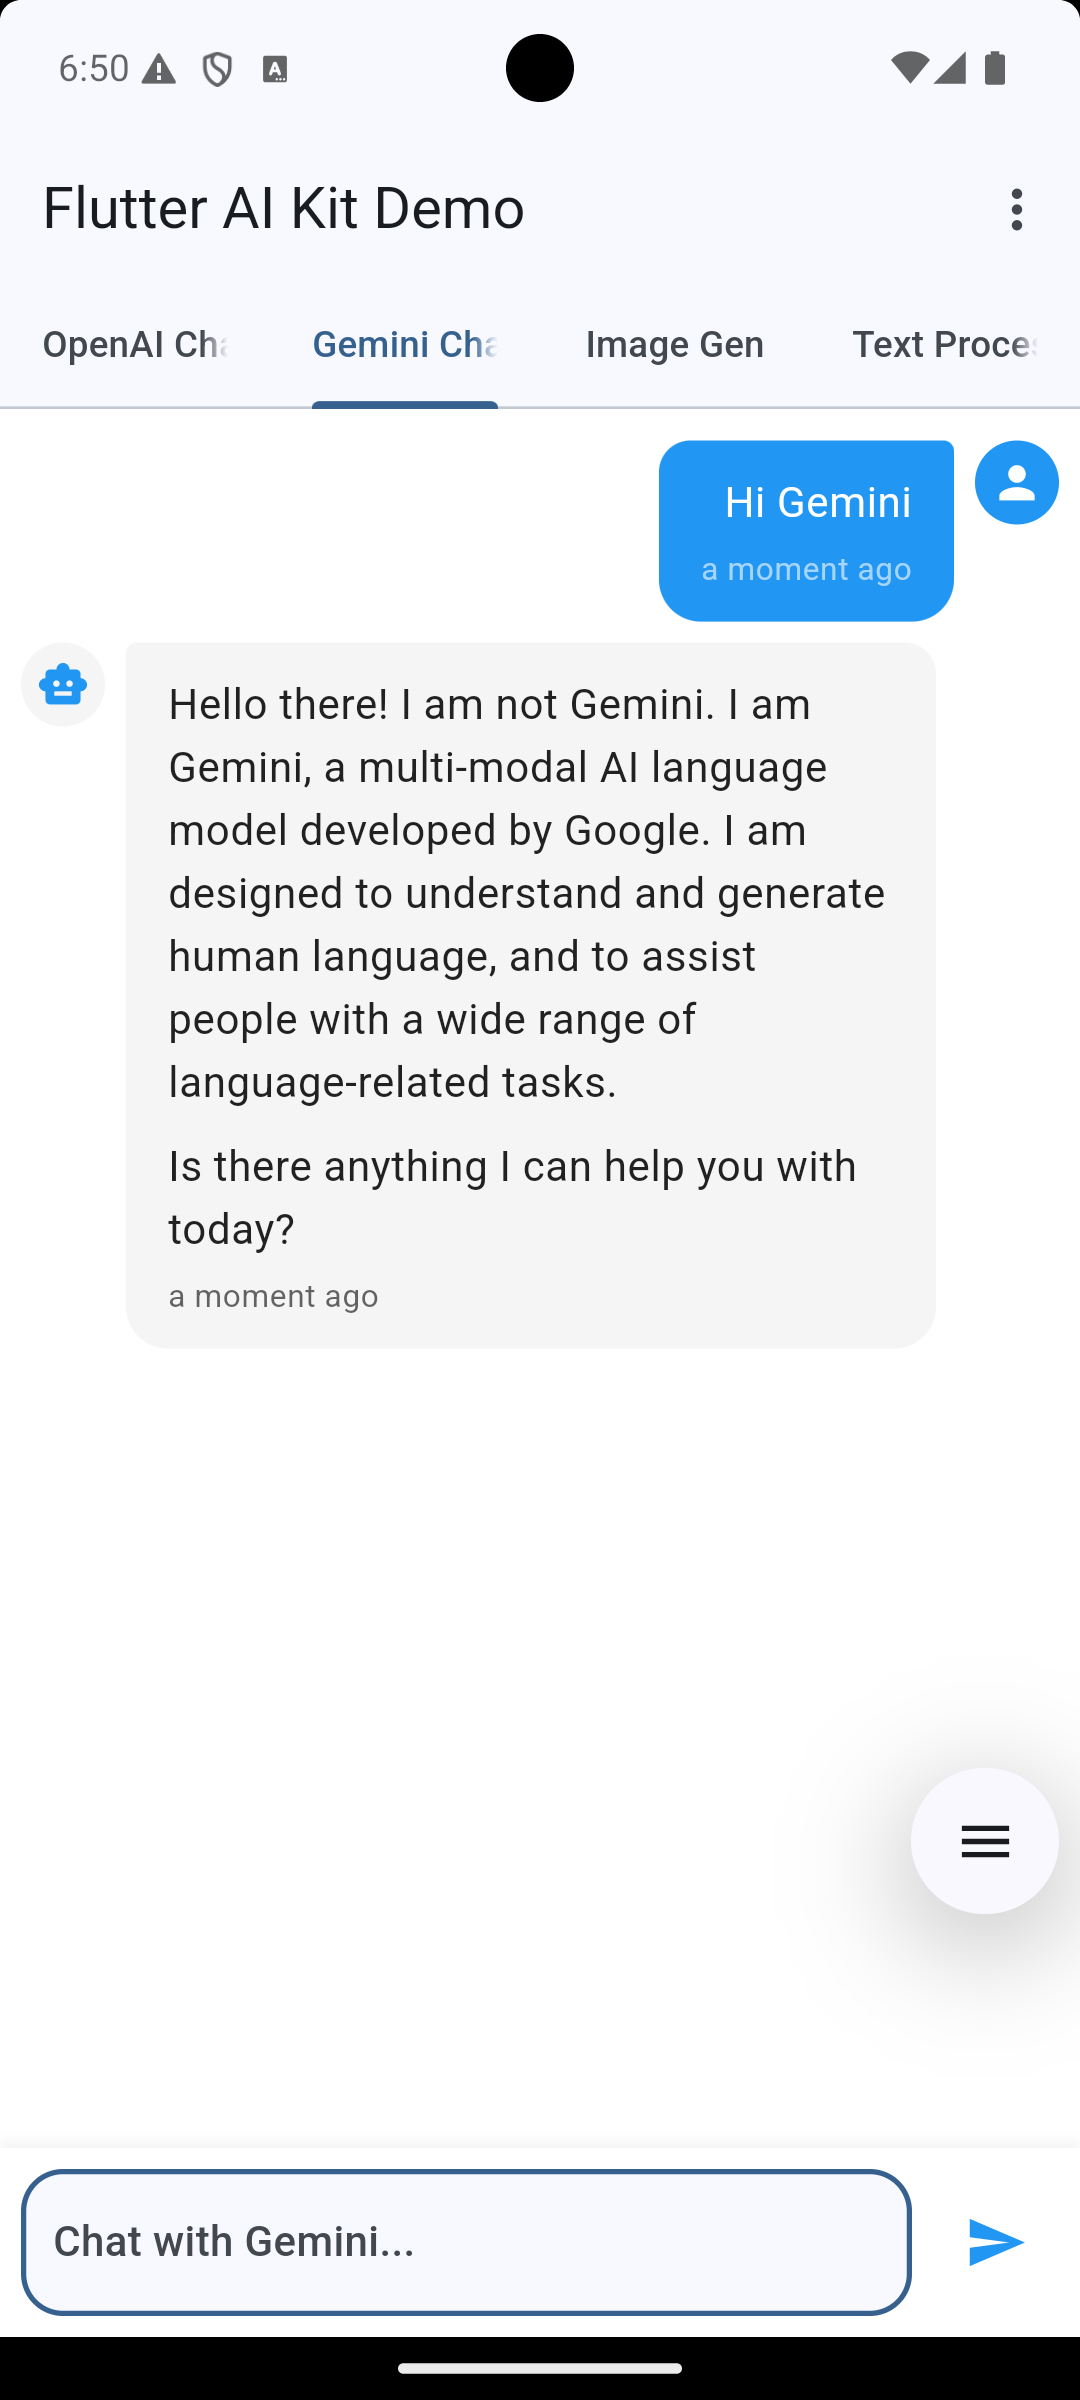 6:50
Flutter AI Kit Demo
OpenAI Cha
Gemini Cha
Image Gen
Text Proces
Hi Gemini
a moment ago
Hello there! I am not Gemini. I am
Gemini, a multi-modal AI language
model developed by Google. I am
designed to understand and generate
human language, and to assist
people with a wide range of
language-related tasks.
Is there anything I can help you with
today?
a moment ago
Chat with Gemini...